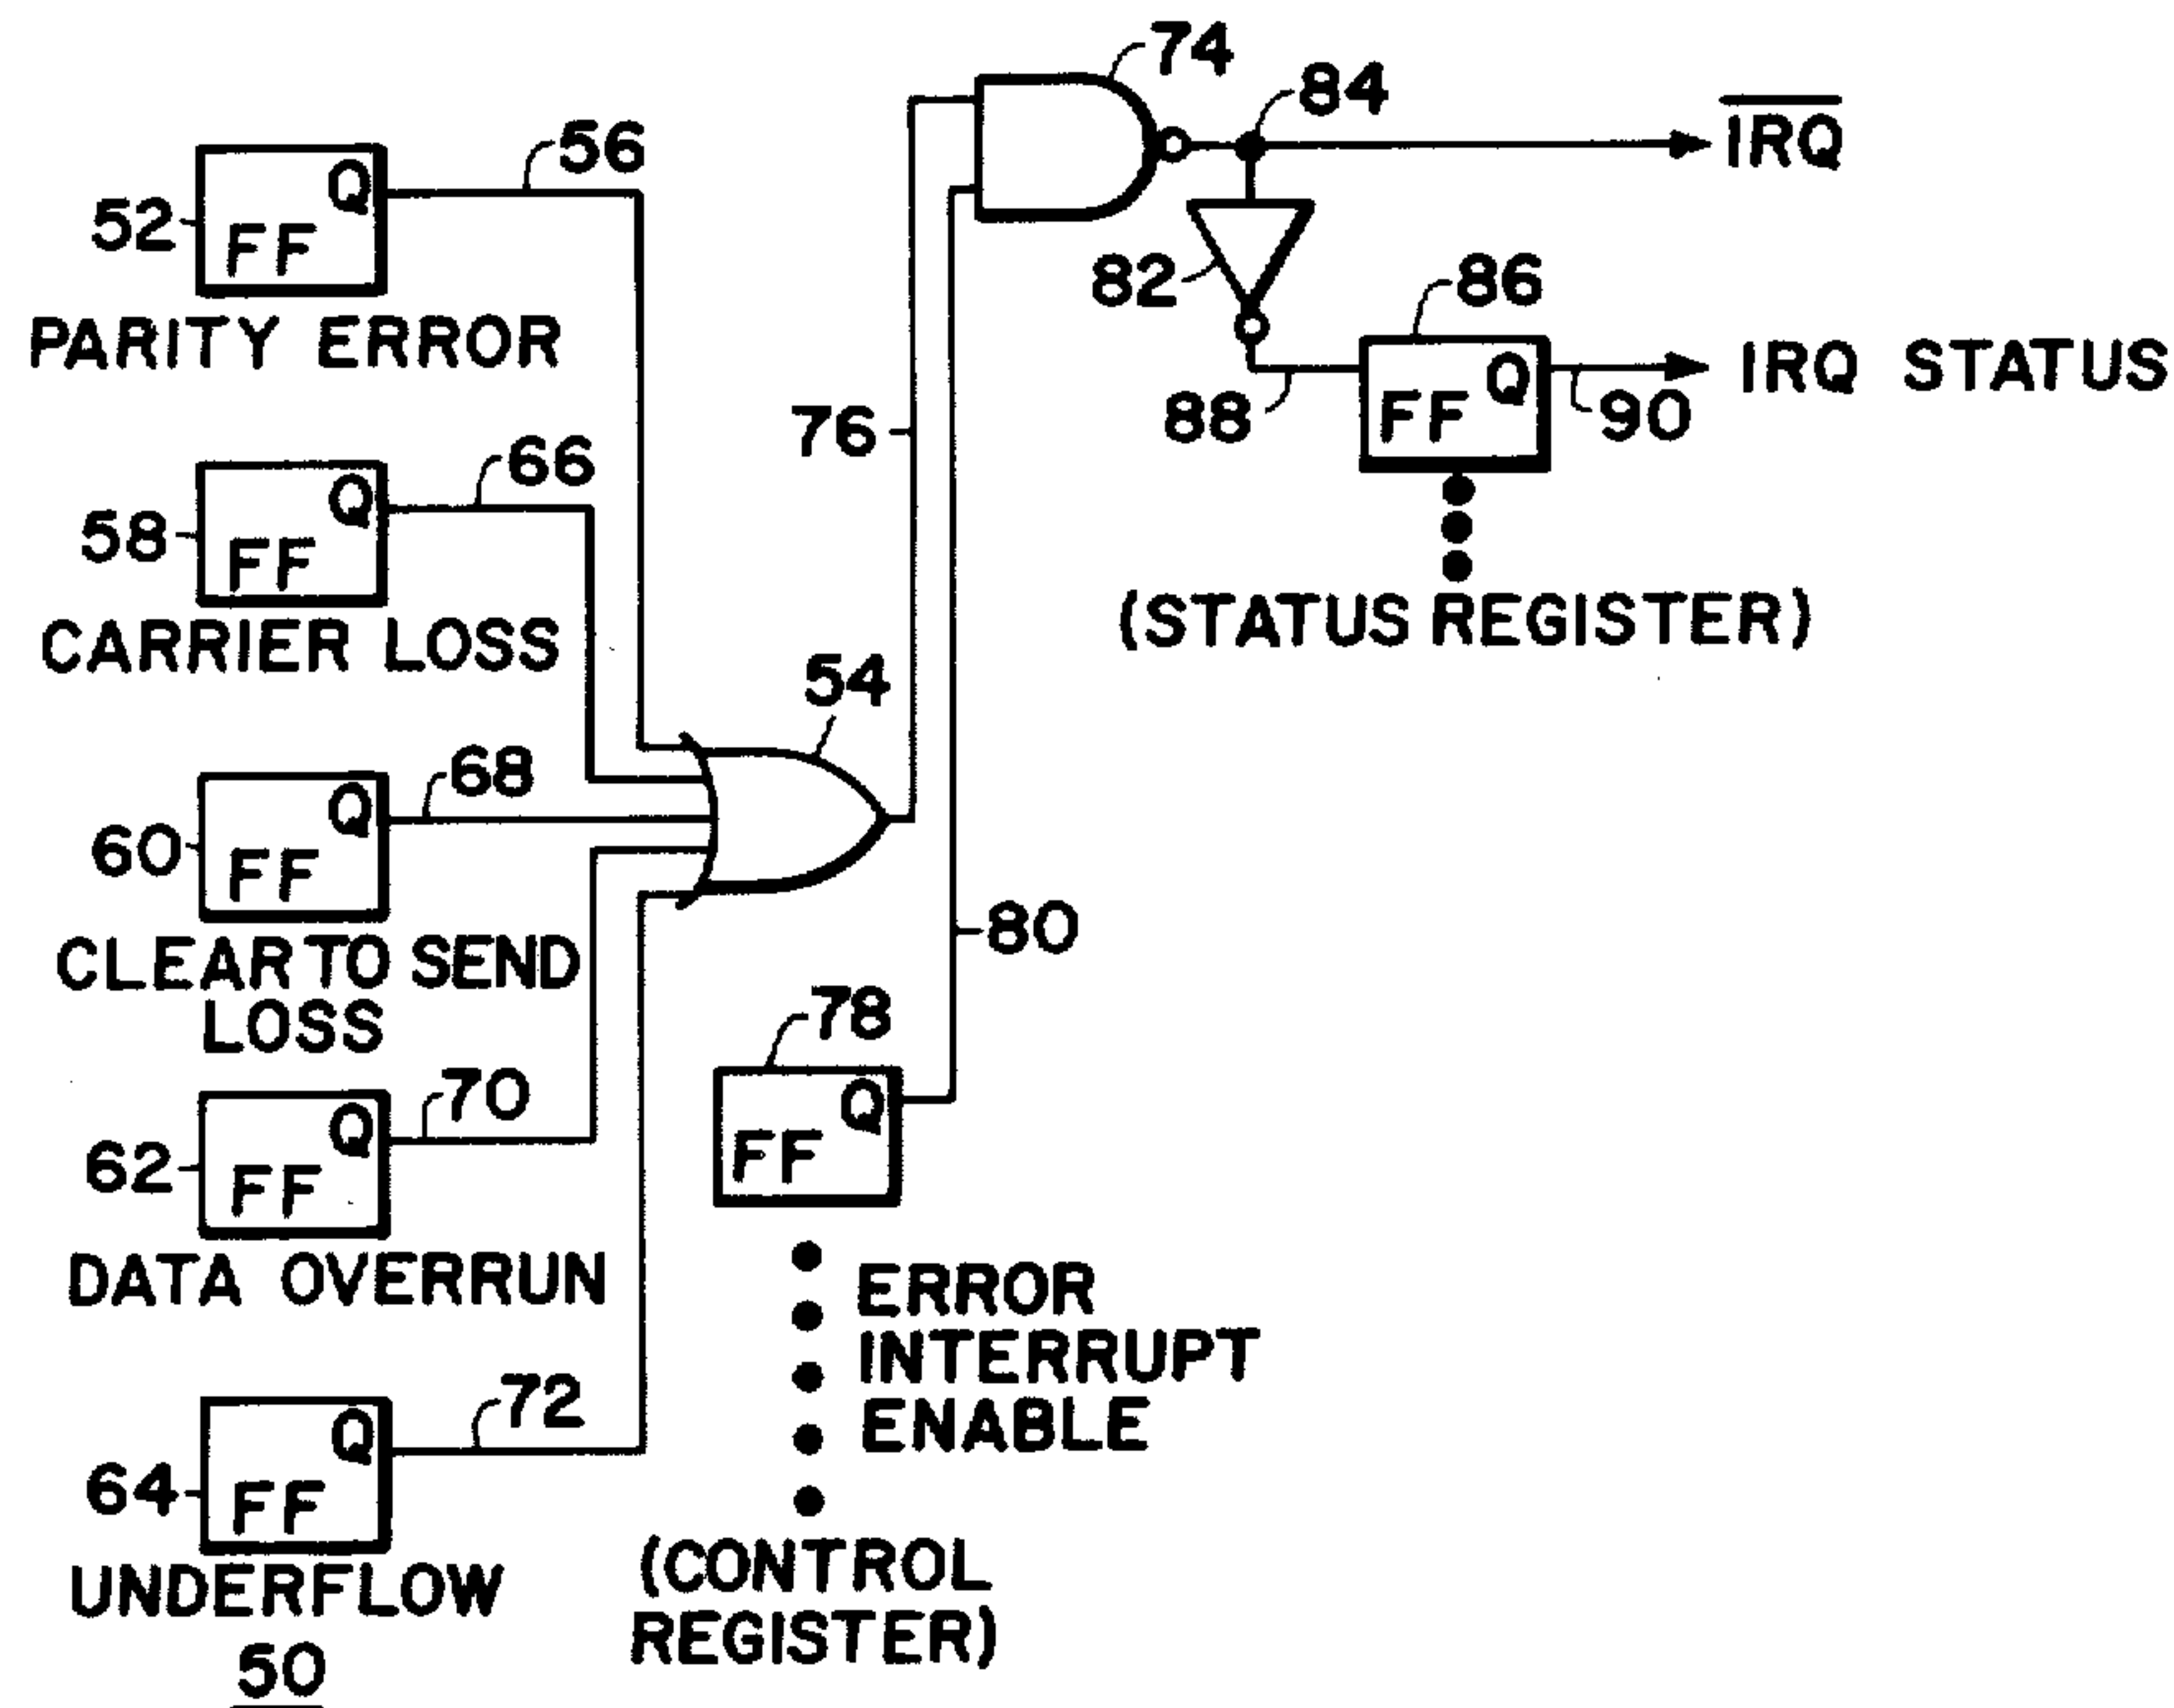 74
84
IRQ
56
Q
52
FF
PARITY ERROR
82
86
Q
FF
88
90
IRQ STATUS
(STATUS REGISTER)
66
Q
58
FF
CARRIER LOSS
76
54
68
Q
60
FF
CLEAR TO SEND
LOSS
80
78
Q
FF
70
Q
62
FF
DATA OVERRUN
ERROR
INTERRUPT
ENABLE
72
Q
64
FF
UNDERFLOW
(CONTROL
REGISTER)
50